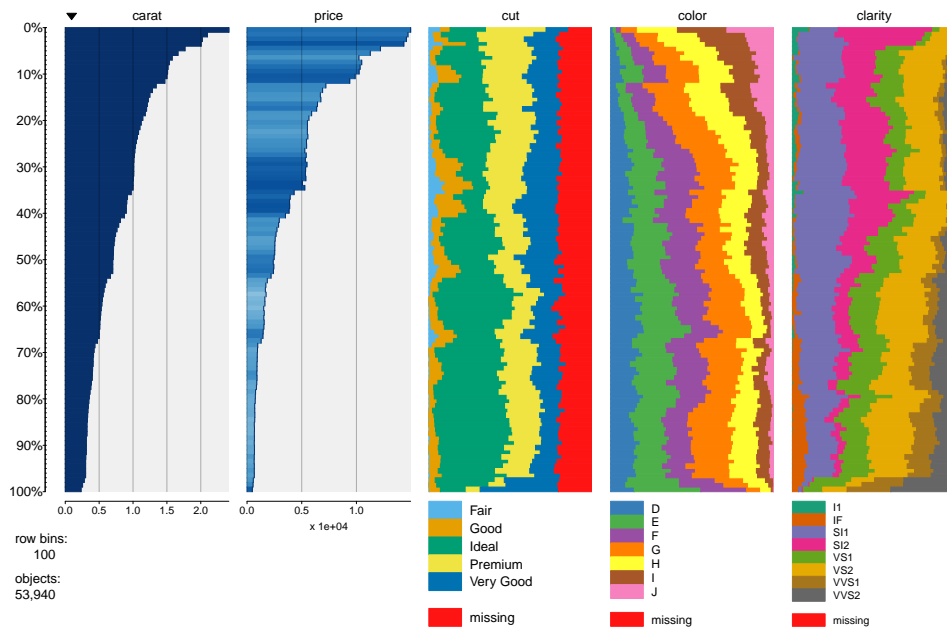 carat price cut color clarity
0%
10%
20%
30%
40%
50%
60%
70%
80%
90%
100%
0.0 0.5 1.0 1.5 2.0 0.0 0.5 1.0
x 1e+04
row bins:
100
objects:
53,940
Fair
Good
Ideal
Premium
Very Good
missing
D
E
F
G
H
I
J
missing
I1
IF
SI1
SI2
VS1
VS2
VVS1
VVS2
missing